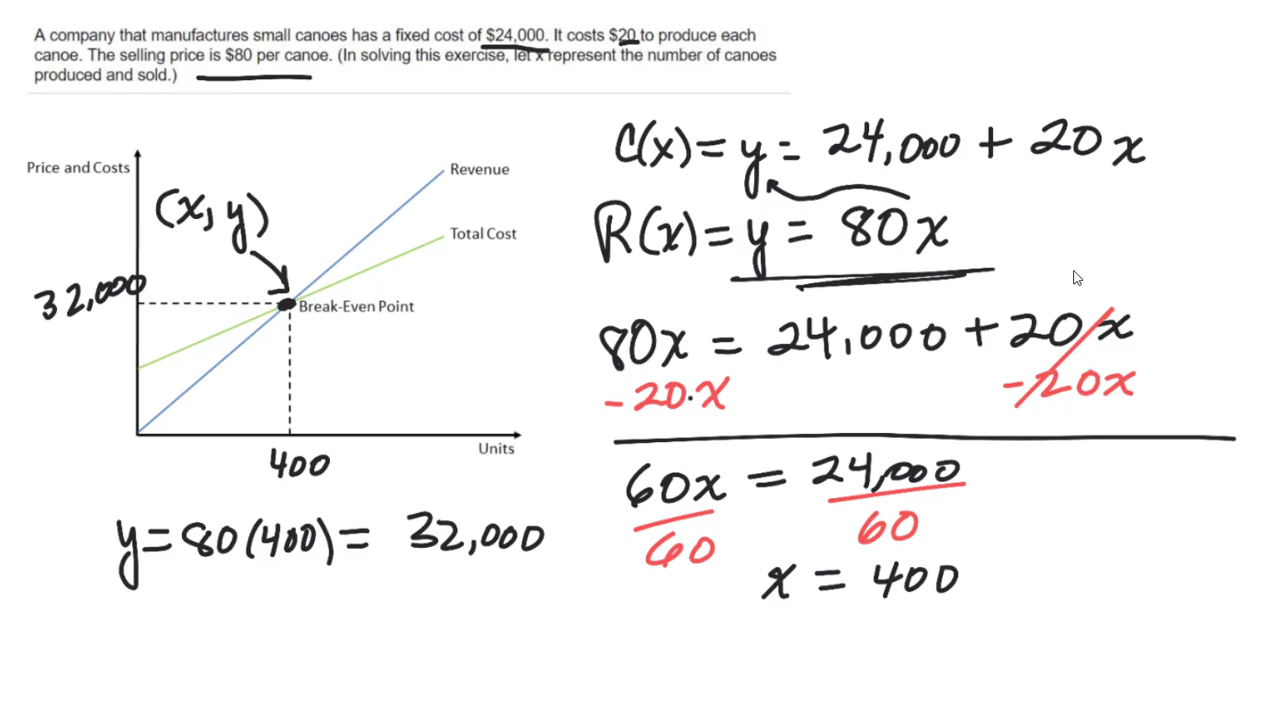 A company that manufactures small canoes has a fixed cost of $24,000. It costs $20 to produce each
canoe. The selling price is $80 per canoe. (In solving this exercise, let x represent the number of canoes
produced and sold.)
C(x) = y = 24,000 + 20x
R(x) = y = 80x
Price and Costs
(x, y)
Revenue
Total Cost
32,000
Break-Even Point
Units
400
80x = 24,000 + 20x
-20·x -20x
60x = 24,000
60 60
x = 400
y = 80(400) = 32,000